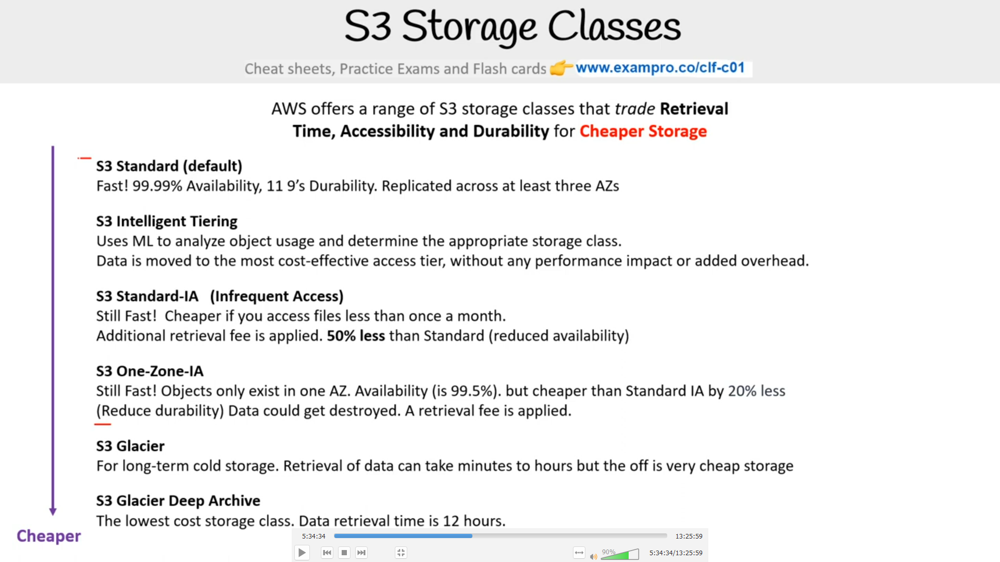 S3 Storage Classes
Cheat sheets, Practice Exams and Flash cards 👉 www.exampro.co/clf-c01
AWS offers a range of S3 storage classes that trade Retrieval
Time, Accessibility and Durability for Cheaper Storage
S3 Standard (default)
Fast! 99.99% Availability, 11 9’s Durability. Replicated across at least three AZs
S3 Intelligent Tiering
Uses ML to analyze object usage and determine the appropriate storage class.
Data is moved to the most cost-effective access tier, without any performance impact or added overhead.
S3 Standard-IA (Infrequent Access)
Still Fast! Cheaper if you access files less than once a month.
Additional retrieval fee is applied. 50% less than Standard (reduced availability)
S3 One-Zone-IA
Still Fast! Objects only exist in one AZ. Availability (is 99.5%). but cheaper than Standard IA by 20% less
(Reduce durability) Data could get destroyed. A retrieval fee is applied.
S3 Glacier
For long-term cold storage. Retrieval of data can take minutes to hours but the off is very cheap storage
S3 Glacier Deep Archive
The lowest cost storage class. Data retrieval time is 12 hours.
Cheaper
5:34:34 13:25:59
90% 5:34:34/13:25:59